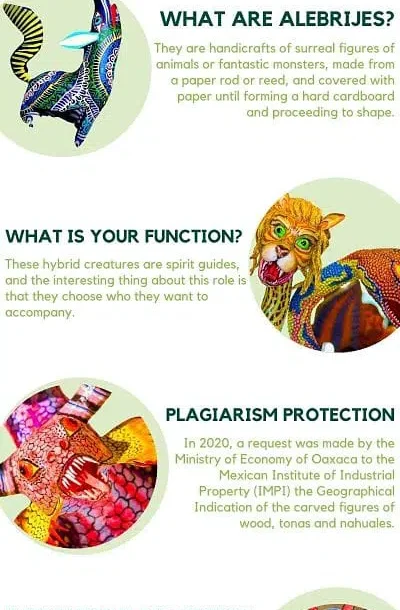 WHAT ARE ALEBRIJES?
They are handicrafts of surreal figures of
animals or fantastic monsters, made from
a paper rod or reed, and covered with
paper until forming a hard cardboard
and proceeding to shape.
WHAT IS YOUR FUNCTION?
These hybrid creatures are spirit guides,
and the interesting thing about this role is
that they choose who they want to
accompany.
PLAGIARISM PROTECTION
In 2020, a request was made by the
Ministry of Economy of Oaxaca to the
Mexican Institute of Industrial
Property (IMPI) the Geographical
Indication of the carved figures of
wood, tonas and nahuales.